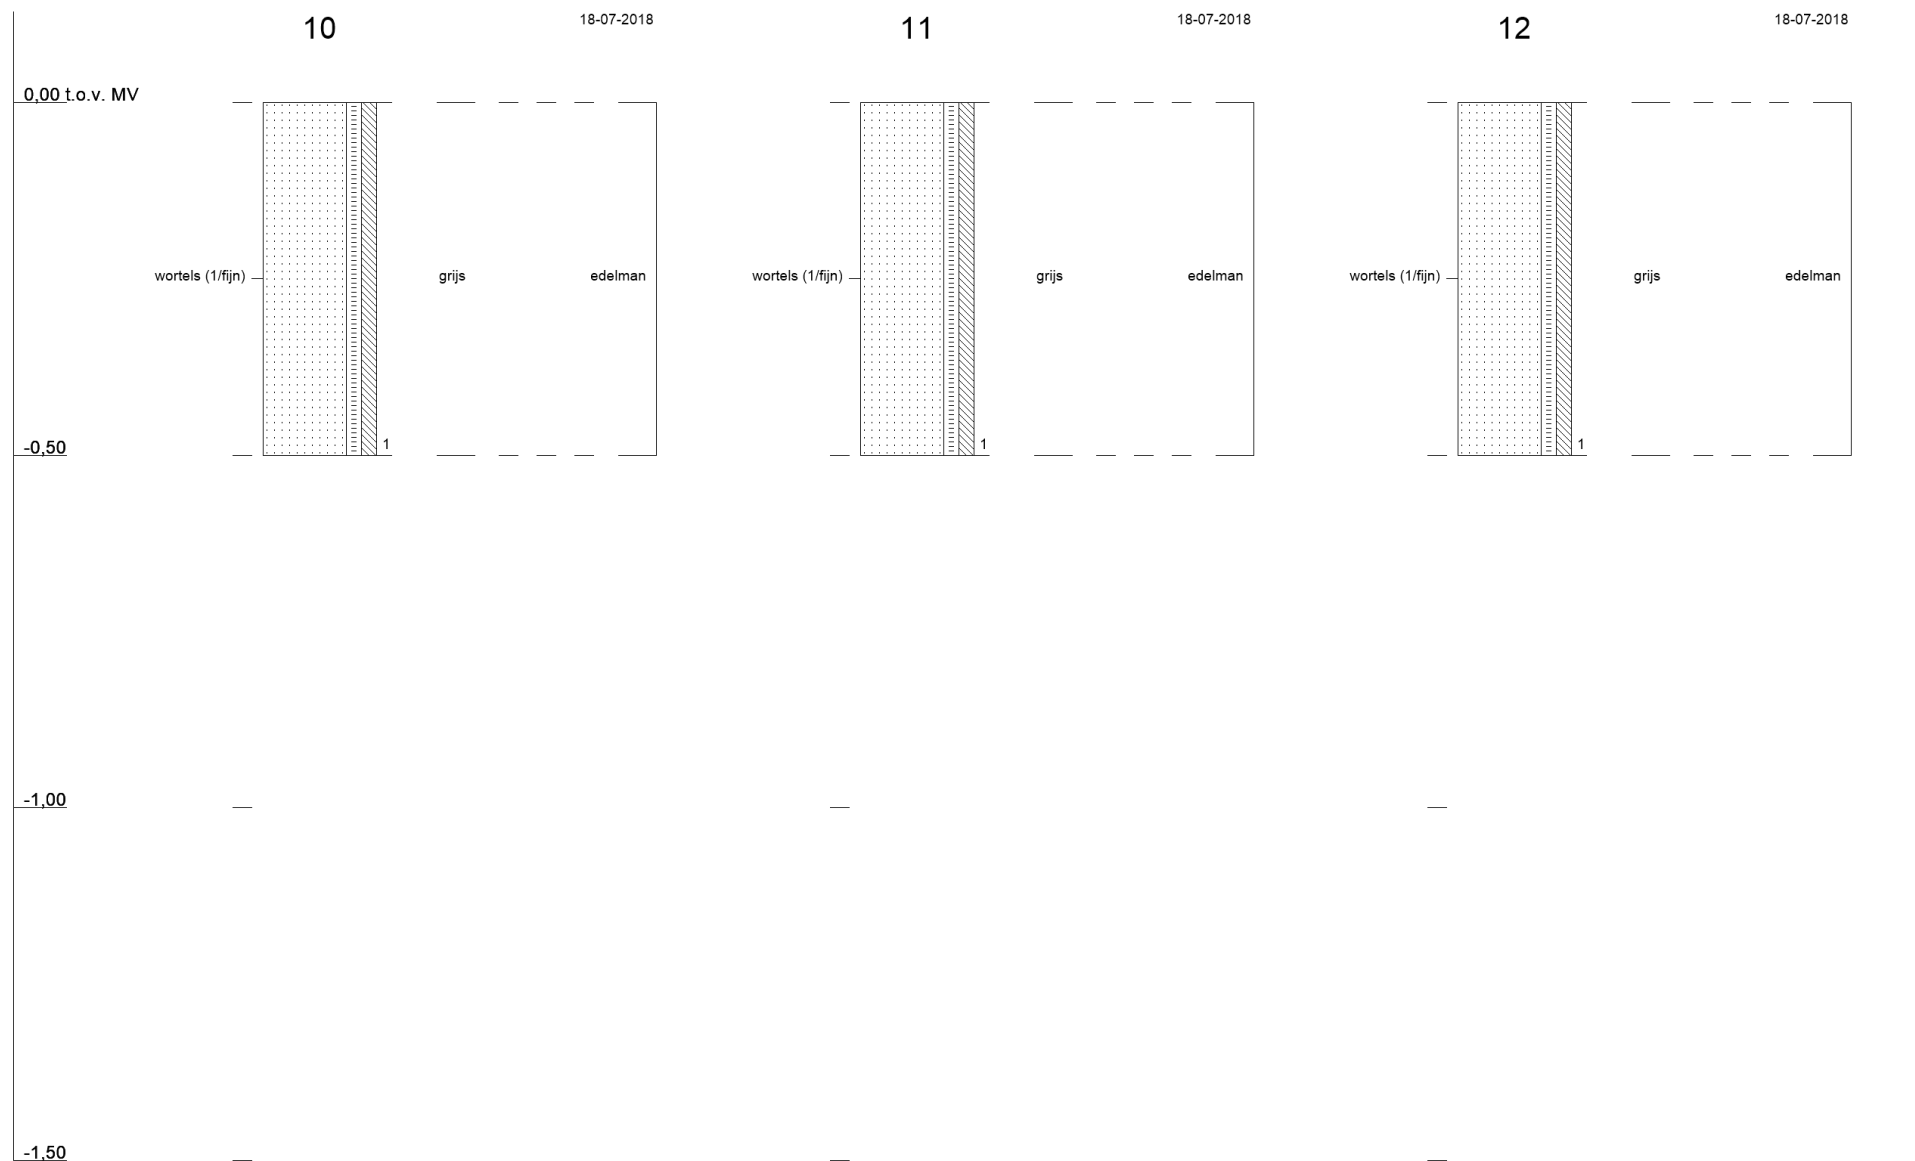 10 18-07-2018 11 18-07-2018 12 18-07-2018
0,00 t.o.v. MV
wortels (1/fijn) grijs edelman wortels (1/fijn) grijs edelman wortels (1/fijn) grijs edelman
1 1 1
-0,50
-1,00
-1,50